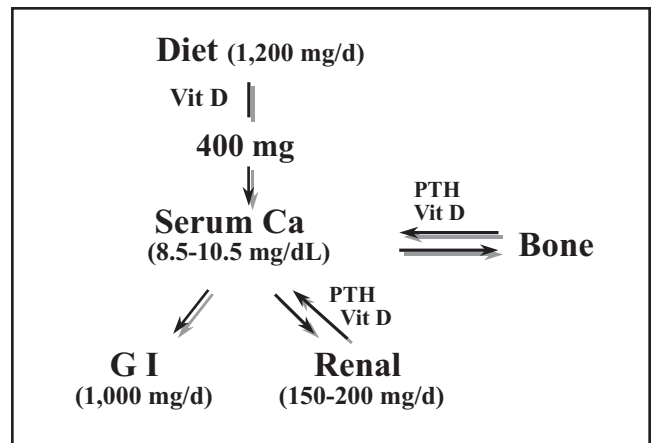 Diet (1,200 mg/d)
Vit D
400 mg
Serum Ca
(8.5-10.5 mg/dL)
PTH
Vit D
Bone
PTH
Vit D
G I
(1,000 mg/d)
Renal
(150-200 mg/d)